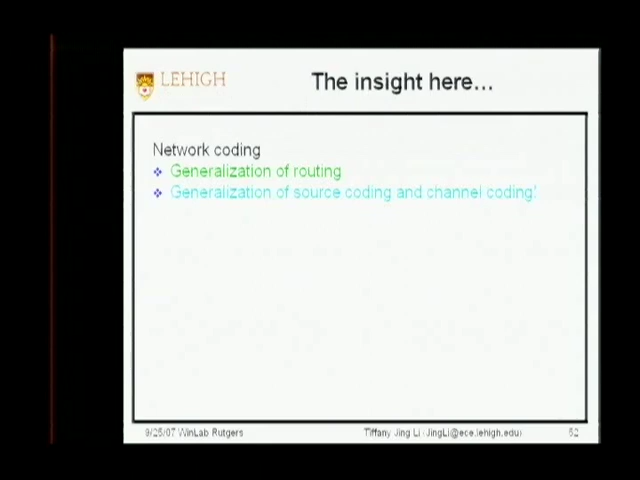 LEHIGH
The insight here...
Network coding
Generalization of routing
Generalization of source coding and channel coding!
9/25/07 WinLab Rutgers
Tiffany Jing Li (JingLi@ece.lehigh.edu)
52